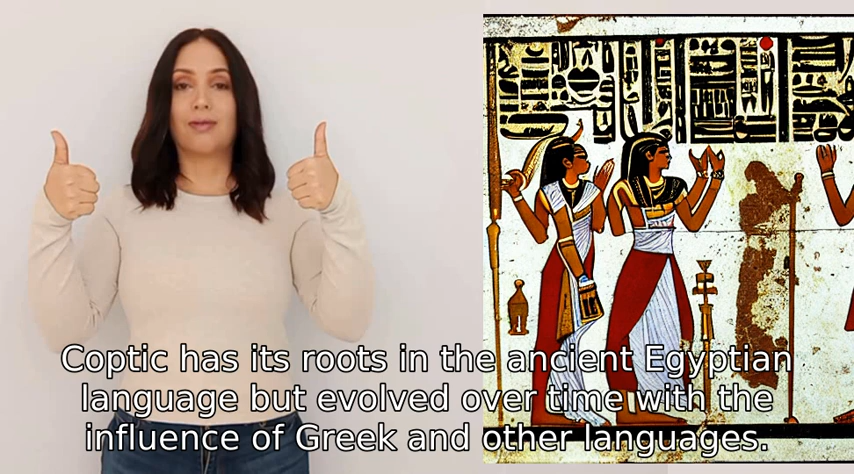 Coptic has its roots in the ancient Egyptian
language but evolved over time with the
influence of Greek and other languages.